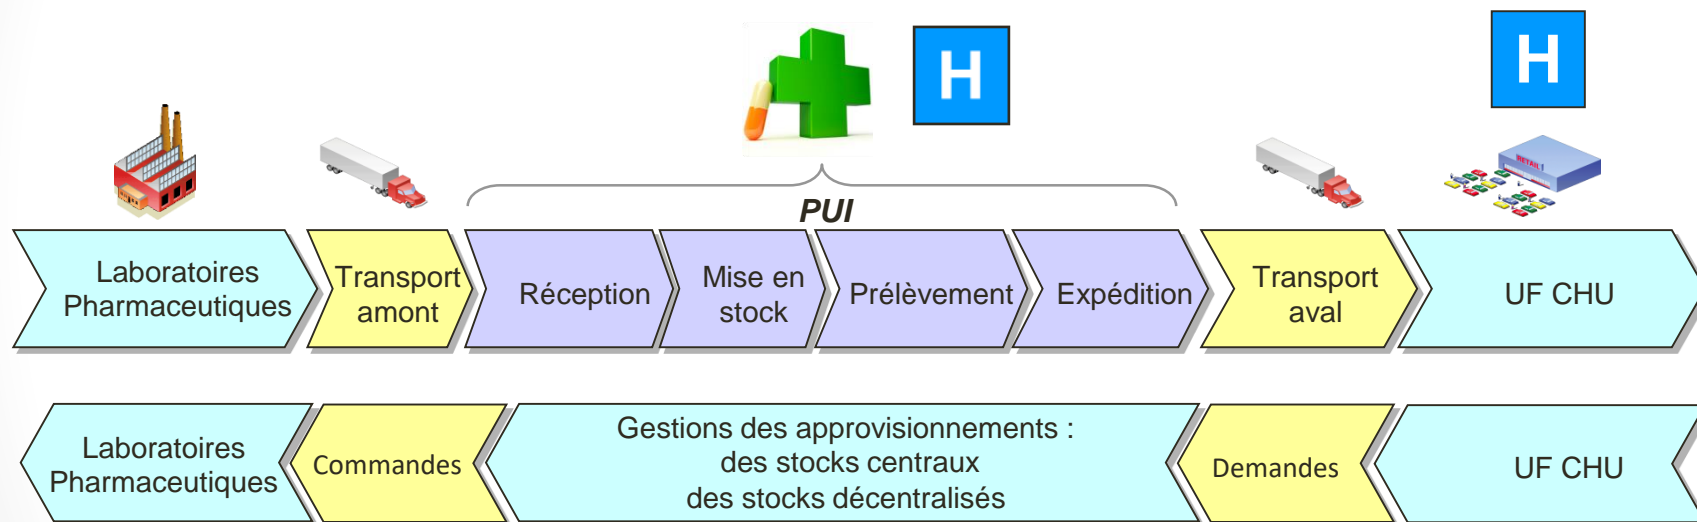 H
H
RETAIL
PUI
Laboratoires
Pharmaceutiques
Transport
amont
Réception
Mise en
stock
Prélèvement
Expédition
Transport
aval
UF CHU
Laboratoires
Pharmaceutiques
Commandes
Gestions des approvisionnements :
des stocks centraux
des stocks décentralisés
Demandes
UF CHU